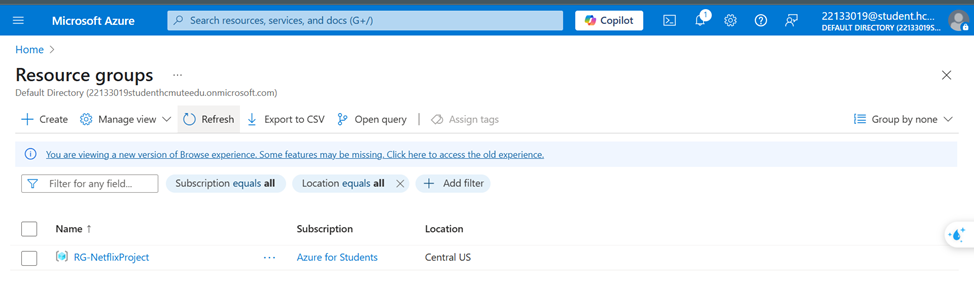 Microsoft Azure
Search resources, services, and docs (G+/)
Copilot
1
22133019@student.hc...
DEFAULT DIRECTORY (22133019S...
Home
Resource groups ...
Default Directory (22133019studenthcmuteedu.onmicrosoft.com)
Create Manage view Refresh Export to CSV Open query Assign tags Group by none
You are viewing a new version of Browse experience. Some features may be missing. Click here to access the old experience.
Filter for any field... Subscription equals all Location equals all Add filter
Name ↑ Subscription Location
RG-NetflixProject ... Azure for Students Central US